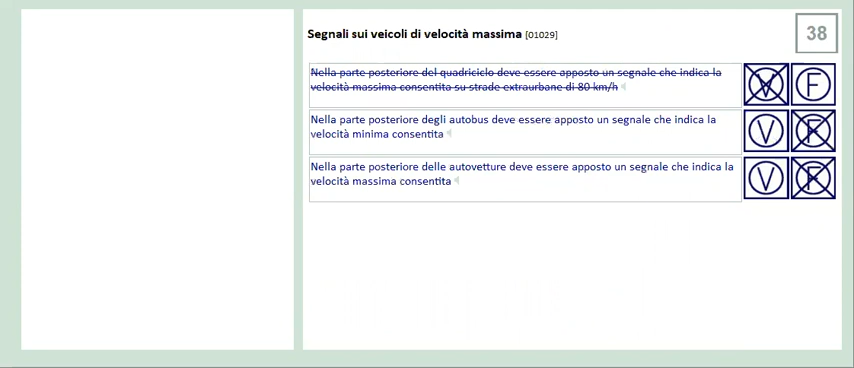 Segnali sui veicoli di velocità massima [01029]
38
Nella parte posteriore del quadriciclo deve essere apposto un segnale che indica la
velocità massima consentita su strade extraurbane di 80 km/h
V F
Nella parte posteriore degli autobus deve essere apposto un segnale che indica la
velocità minima consentita
V F
Nella parte posteriore delle autovetture deve essere apposto un segnale che indica la
velocità massima consentita
V F